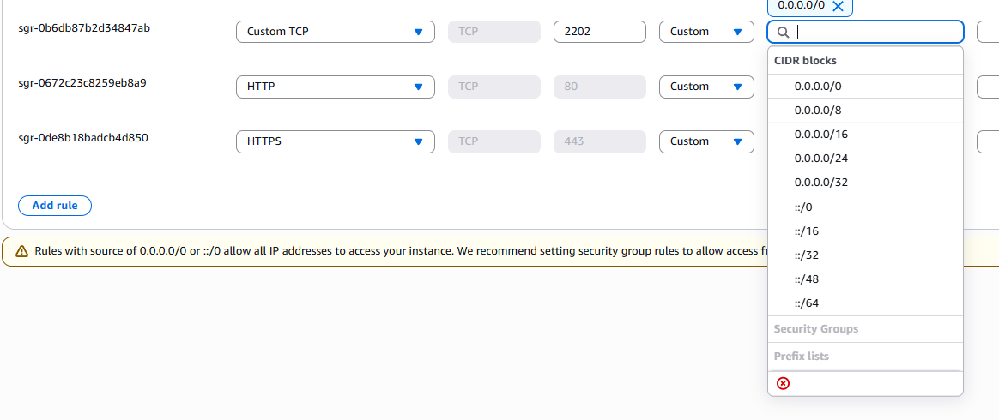 0.0.0.0/0
sgr-0b6db87b2d34847ab
Custom TCP
TCP
2202
Custom
CIDR blocks
0.0.0.0/0
0.0.0.0/8
0.0.0.0/16
0.0.0.0/24
0.0.0.0/32
::/0
::/16
::/32
::/48
::/64
Security Groups
Prefix lists
sgr-0672c23c8259eb8a9
HTTP
TCP
80
Custom
sgr-0de8b18badcb4d850
HTTPS
TCP
443
Custom
Add rule
Rules with source of 0.0.0.0/0 or ::/0 allow all IP addresses to access your instance. We recommend setting security group rules to allow access